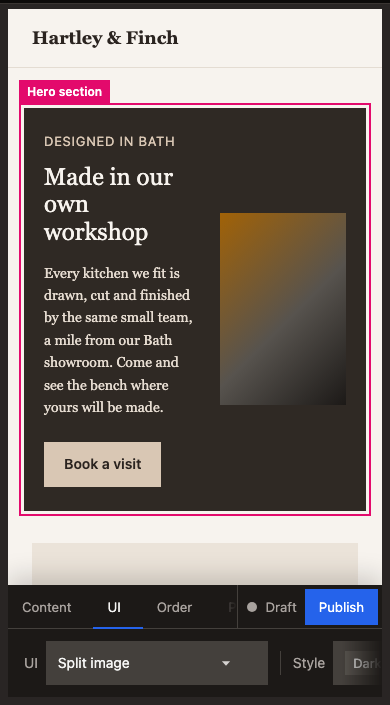 Hartley & Finch
Hero section
DESIGNED IN BATH
Made in our
own
workshop
Every kitchen we fit is
drawn, cut and finished
by the same small team,
a mile from our Bath
showroom. Come and
see the bench where
yours will be made.
Book a visit
Content UI Order Draft Publish
UI Split image Style Dark